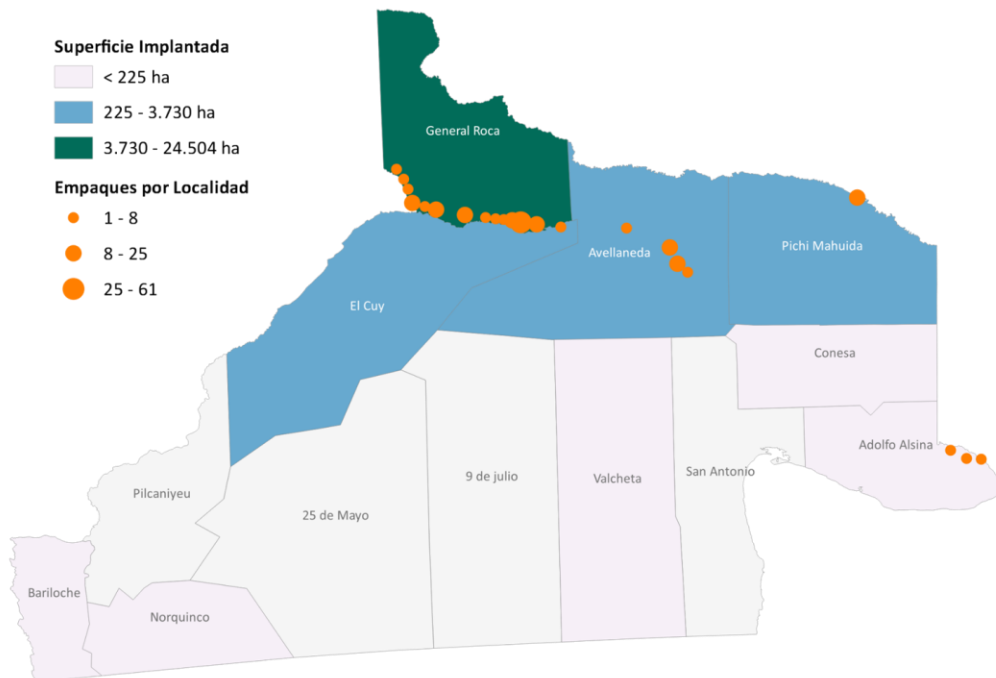 Superficie Implantada
< 225 ha
225 - 3.730 ha
3.730 - 24.504 ha
Empaques por Localidad
1 - 8
8 - 25
25 - 61
General Roca
Avellaneda
Pichi Mahuida
El Cuy
Conesa
Adolfo Alsina
Pilcaniyeu
25 de Mayo
9 de julio
Valcheta
San Antonio
Bariloche
Norquinco